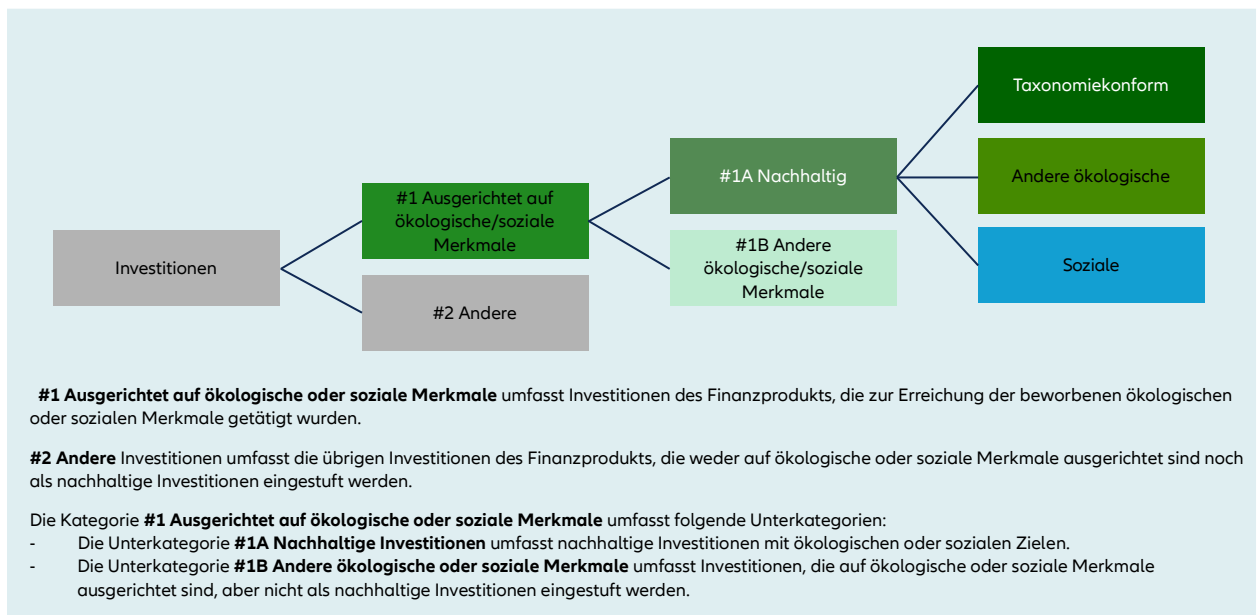 Taxonomiekonform
#1A Nachhaltig
Andere ökologische
#1 Ausgerichtet auf
ökologische/soziale
Merkmale
Investitionen
#1B Andere
ökologische/soziale
Merkmale
Soziale
#2 Andere
#1 Ausgerichtet auf ökologische oder soziale Merkmale umfasst Investitionen des Finanzprodukts, die zur Erreichung der beworbenen ökologischen
oder sozialen Merkmale getätigt wurden.
#2 Andere Investitionen umfasst die übrigen Investitionen des Finanzprodukts, die weder auf ökologische oder soziale Merkmale ausgerichtet sind noch
als nachhaltige Investitionen eingestuft werden.
Die Kategorie #1 Ausgerichtet auf ökologische oder soziale Merkmale umfasst folgende Unterkategorien:
- Die Unterkategorie #1A Nachhaltige Investitionen umfasst nachhaltige Investitionen mit ökologischen oder sozialen Zielen.
- Die Unterkategorie #1B Andere ökologische oder soziale Merkmale umfasst Investitionen, die auf ökologische oder soziale Merkmale
ausgerichtet sind, aber nicht als nachhaltige Investitionen eingestuft werden.